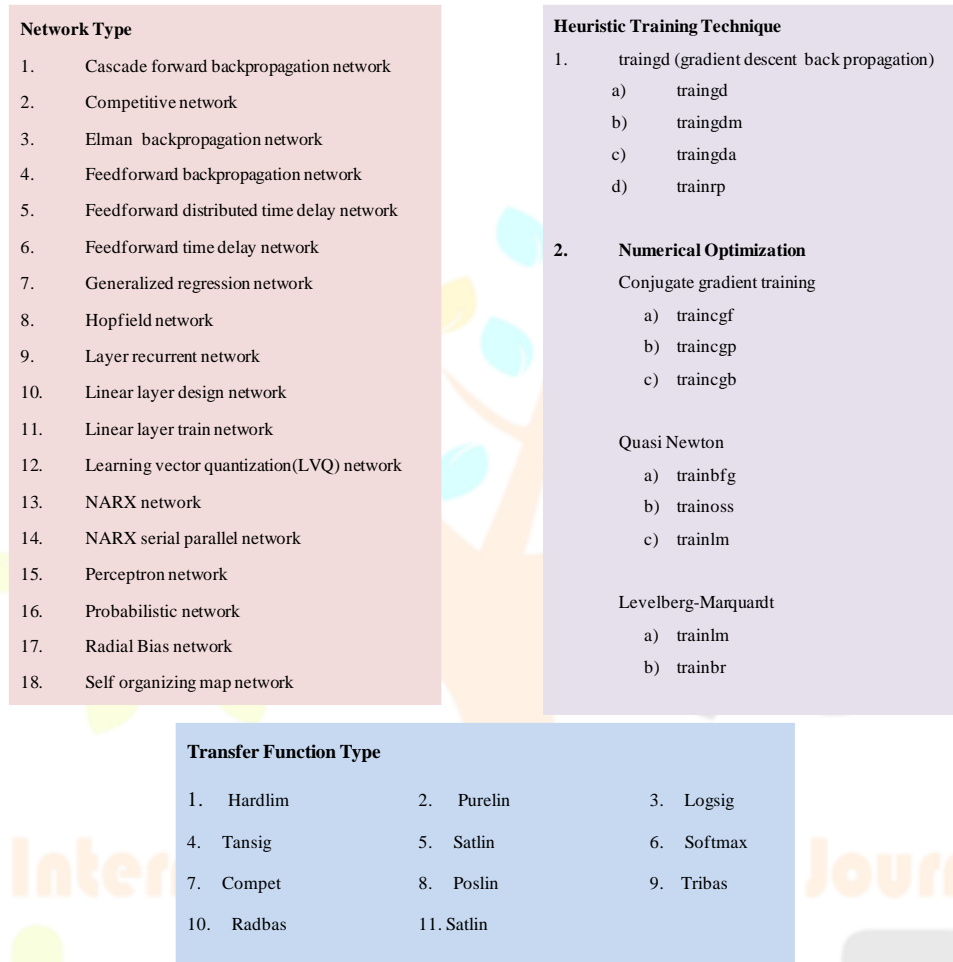 Network Type
1. Cascade forward backpropagation network
2. Competitive network
3. Elman backpropagation network
4. Feedforward backpropagation network
5. Feedforward distributed time delay network
6. Feedforward time delay network
7. Generalized regression network
8. Hopfield network
9. Layer recurrent network
10. Linear layer design network
11. Linear layer train network
12. Learning vector quantization(LVQ) network
13. NARX network
14. NARX serial parallel network
15. Perceptron network
16. Probabilistic network
17. Radial Bias network
18. Self organizing map network
Heuristic Training Technique
1. traingd (gradient descent back propagation)
a) traingd
b) traingdm
c) traingda
d) trainrp
2. Numerical Optimization
Conjugate gradient training
a) traincgf
b) traincgp
c) traincgb
Quasi Newton
a) trainbfg
b) trainoss
c) trainlm
Levelberg-Marquardt
a) trainlm
b) trainbr
Transfer Function Type
1. Hardlim 2. Purelin 3. Logsig
4. Tansig 5. Satlin 6. Softmax
7. Compet 8. Poslin 9. Tribas
10. Radbas 11. Satlin